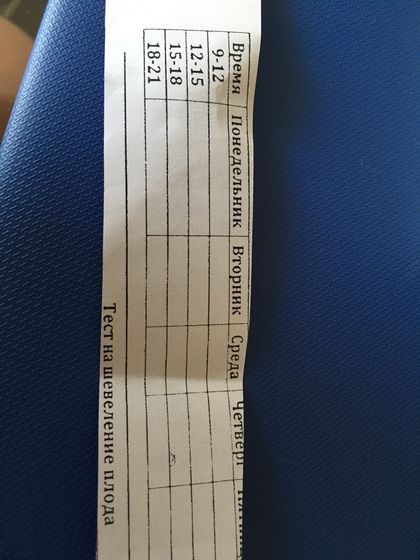 Время Понедельник Вторник Среда Четверг
9-12
12-15
15-18
18-21
Тест на шевеление плода